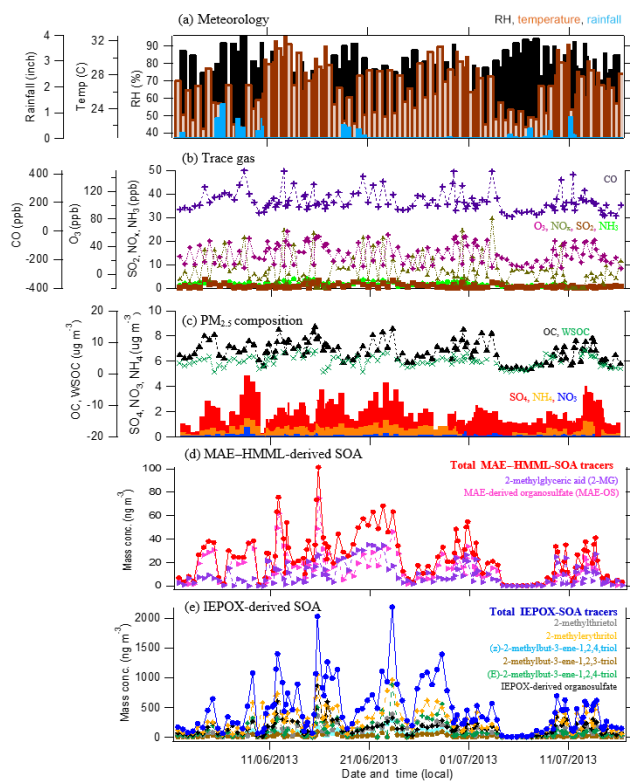 (a) Meteorology
RH, temperature, rainfall
Rainfall (inch)
4
3
2
1
0
Temp (C)
32
28
24
RH (%)
90
80
70
60
50
40
(b) Trace gas
CO
O₃, NOₓ, SO₂, NH₃
CO (ppb)
400
200
0
-200
-400
O₃ (ppb)
120
80
40
0
SO₂, NOₓ, NH₃ (ppb)
50
40
30
20
10
0
(c) PM₂.₅ composition
OC, WSOC
SO₄, NH₄, NO₃
OC, WSOC (ug m⁻³)
20
10
0
-10
-20
SO₄, NO₃, NH₄ (ug m⁻³)
10
8
6
4
2
0
(d) MAE–HMML-derived SOA
Total MAE–HMML-SOA tracers
2-methylglyceric aid (2-MG)
MAE-derived organosulfate (MAE-OS)
Mass conc. (ng m⁻³)
100
80
60
40
20
0
(e) IEPOX-derived SOA
Total IEPOX-SOA tracers
2-methylthrietol
2-methylerythritol
(z)-2-methylbut-3-ene-1,2,4-triol
2-methylbut-3-ene-1,2,3-triol
(E)-2-methylbut-3-ene-1,2,4-triol
IEPOX-derived organosulfate
Mass conc. (ng m⁻³)
2000
1500
1000
500
0
11/06/2013
21/06/2013
01/07/2013
11/07/2013
Date and time (local)